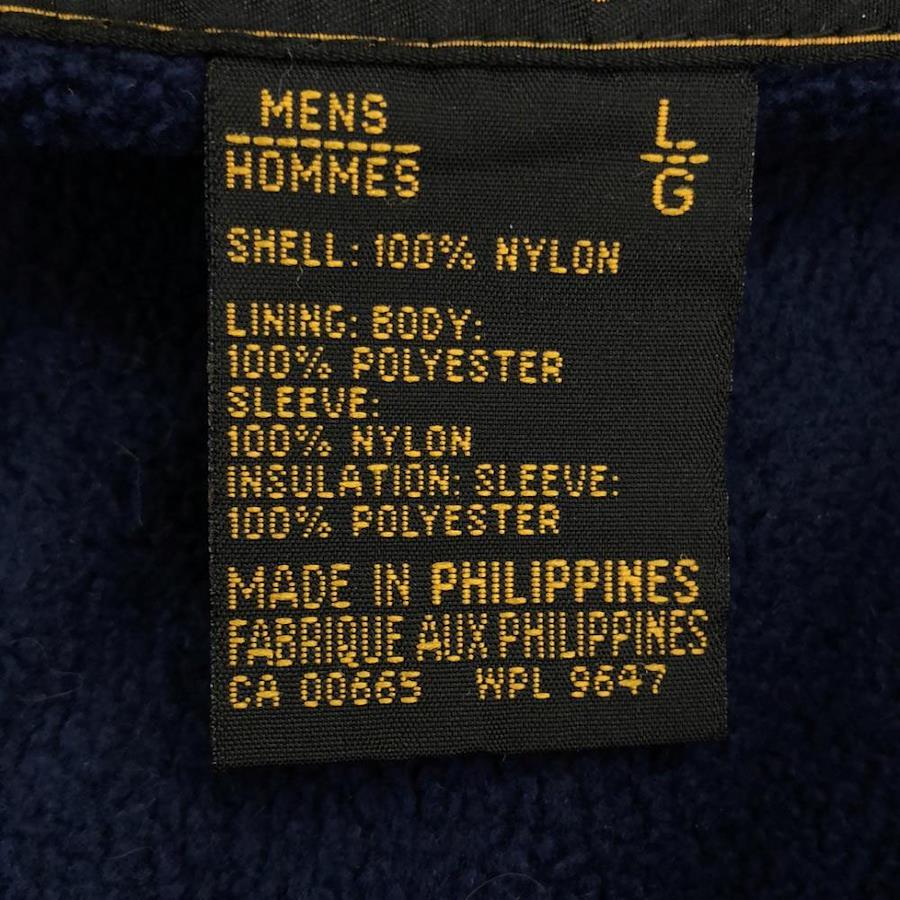 MENS
HOMMES
L
G
SHELL: 100% NYLON
LINING: BODY:
100% POLYESTER
SLEEVE:
100% NYLON
INSULATION: SLEEVE:
100% POLYESTER
MADE IN PHILIPPINES
FABRIQUE AUX PHILIPPINES
CA 00665 WPL 9647